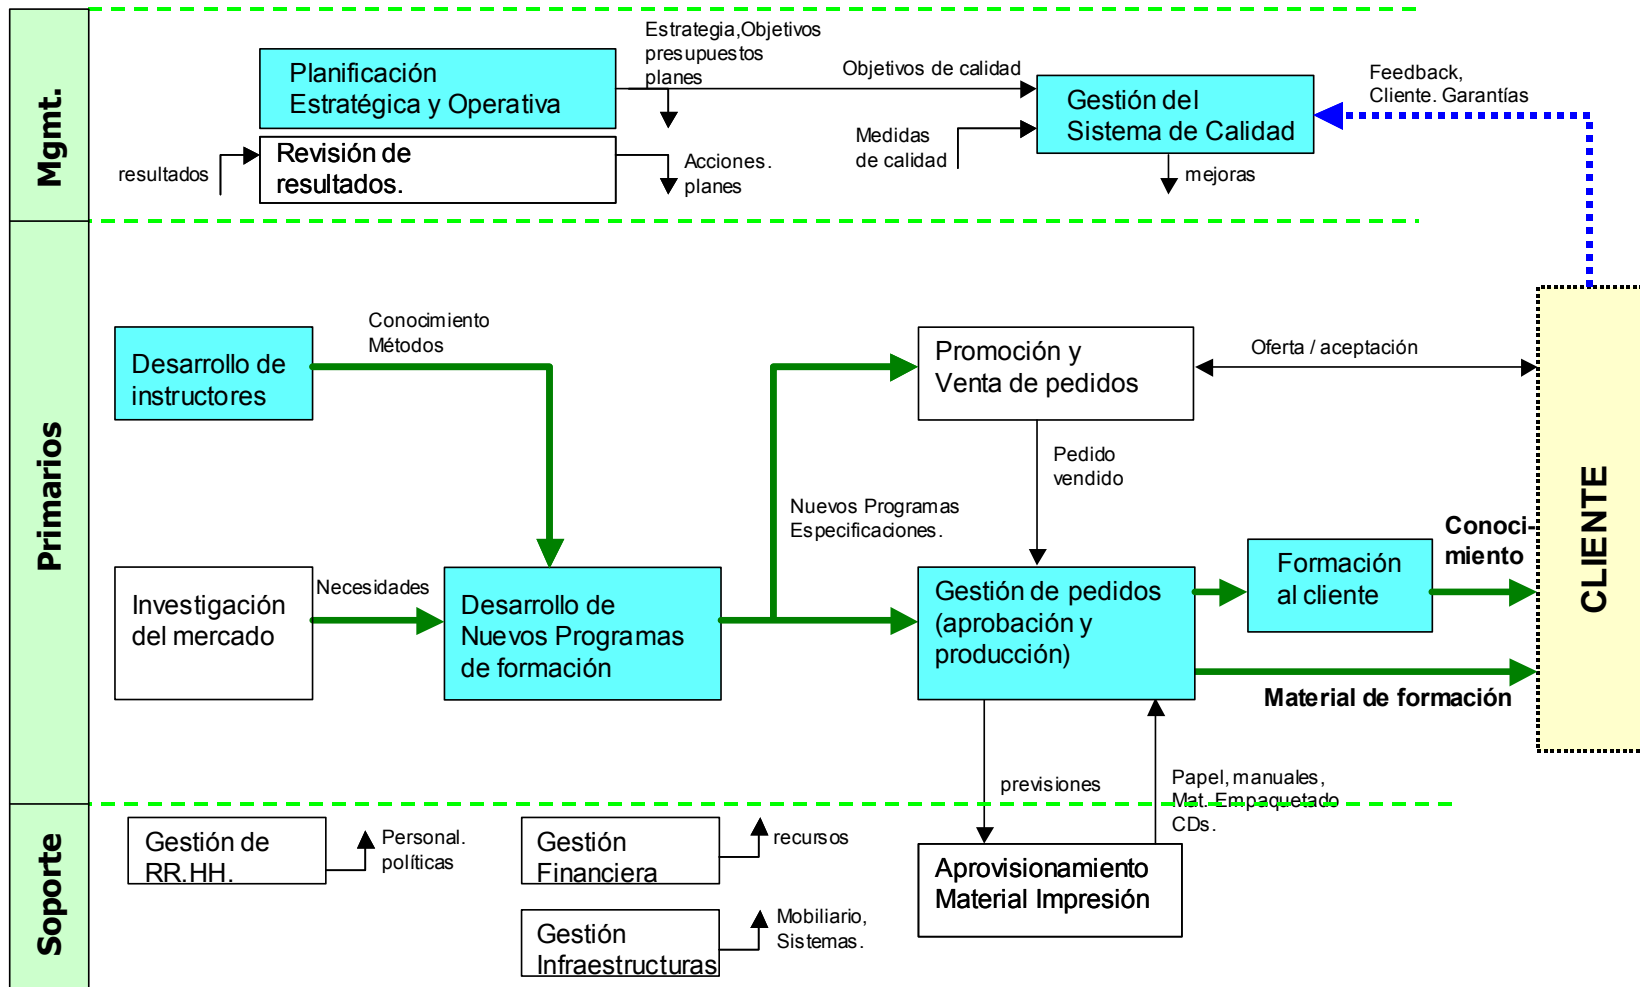 Mgmt.
Planificación
Estratégica y Operativa
Estrategia,Objetivos
presupuestos
planes
Objetivos de calidad
Gestión del
Sistema de Calidad
Feedback,
Cliente. Garantías
resultados
Revisión de
resultados.
Acciones.
planes
Medidas
de calidad
mejoras
Primarios
Desarrollo de
instructores
Conocimiento
Métodos
Promoción y
Venta de pedidos
Oferta / aceptación
Pedido
vendido
Nuevos Programas
Especificaciones.
Investigación
del mercado
Necesidades
Desarrollo de
Nuevos Programas
de formación
Gestión de pedidos
(aprobación y
producción)
Formación
al cliente
Conoci-
miento
Material de formación
CLIENTE
previsiones
Papel, manuales,
Mat. Empaquetado
CDs.
Soporte
Gestión de
RR.HH.
Personal.
políticas
Gestión
Financiera
recursos
Gestión
Infraestructuras
Mobiliario,
Sistemas.
Aprovisionamiento
Material Impresión